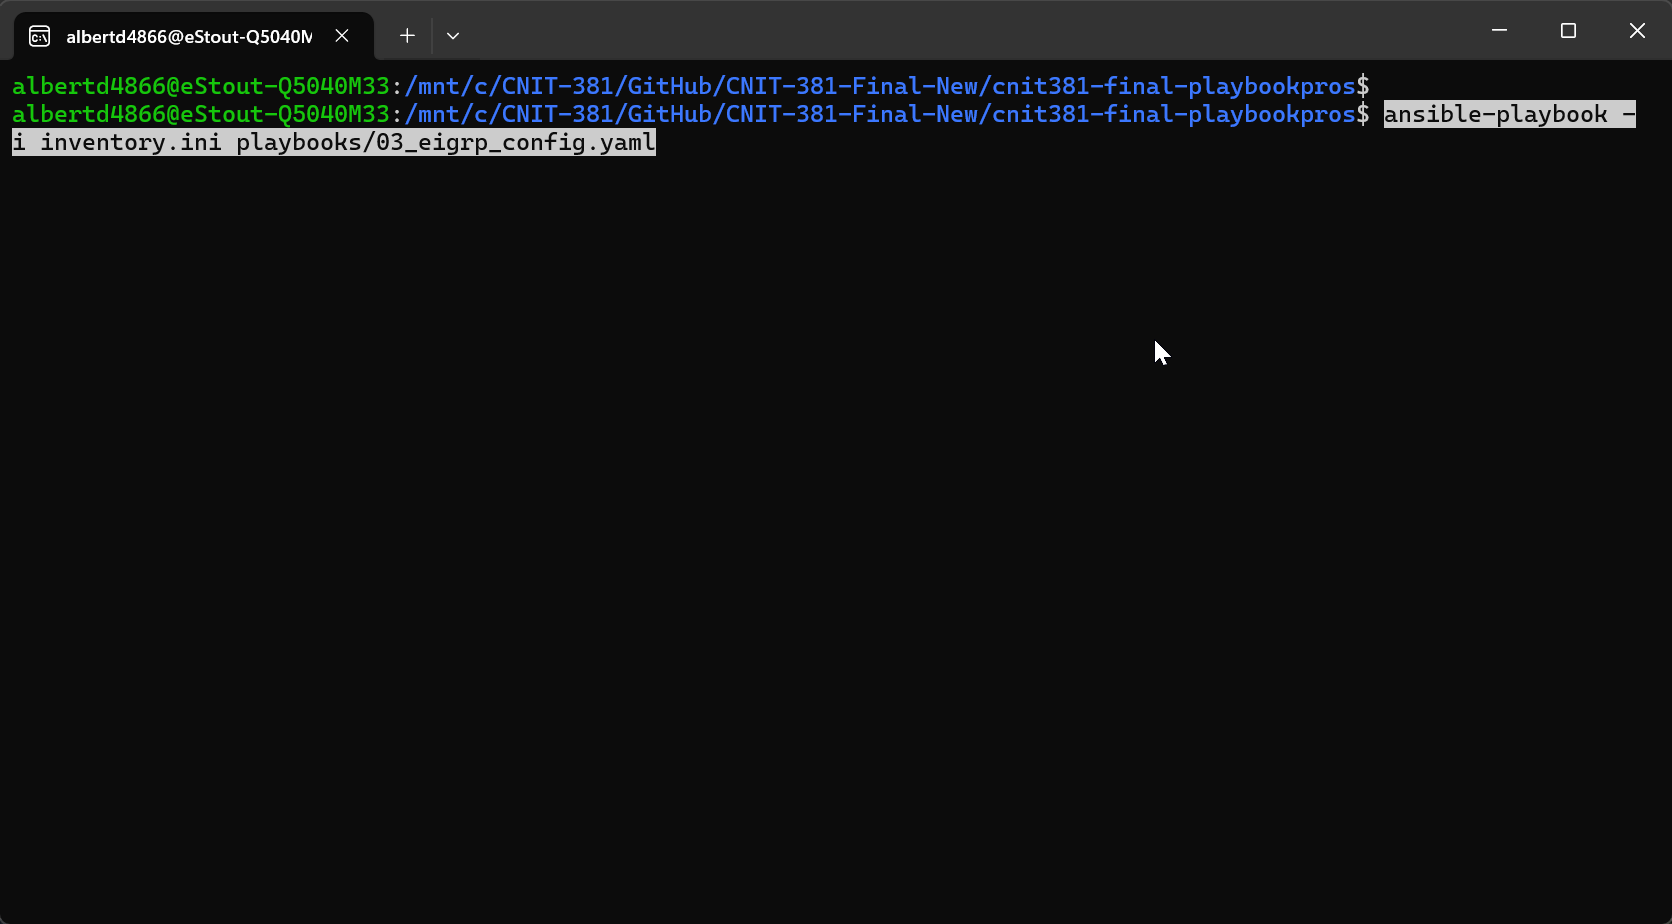 albertd4866@eStout-Q5040M
albertd4866@eStout-Q5040M33:/mnt/c/CNIT-381/GitHub/CNIT-381-Final-New/cnit381-final-playbookpros$
albertd4866@eStout-Q5040M33:/mnt/c/CNIT-381/GitHub/CNIT-381-Final-New/cnit381-final-playbookpros$ ansible-playbook -
i inventory.ini playbooks/03_eigrp_config.yaml